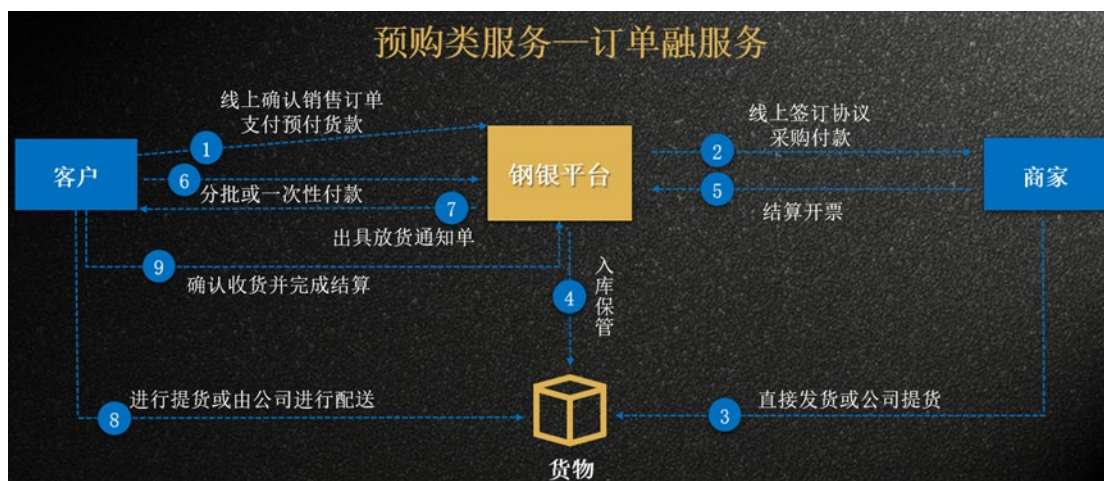 预购类服务—订单融服务
线上确认销售订单
支付预付货款
1
线上签订协议
采购付款
2
客户
6
分批或一次性付款
7
出具放货通知单
钢银平台
5
结算开票
商家
9
确认收货并完成结算
4
入库保管
进行提货或由公司进行配送
8
直接发货或公司提货
3
货物